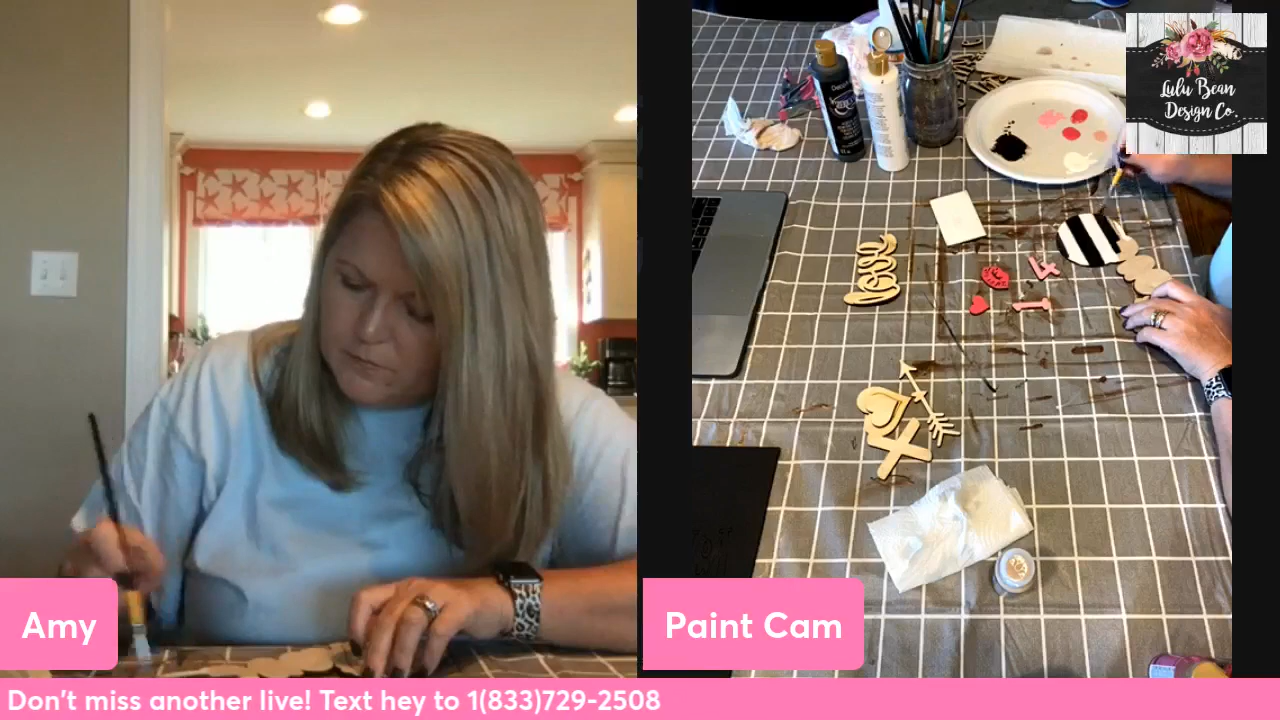 Lulu Bean
Design Co.
Amy
Paint Cam
Don't miss another live! Text hey to 1(833)729-2508